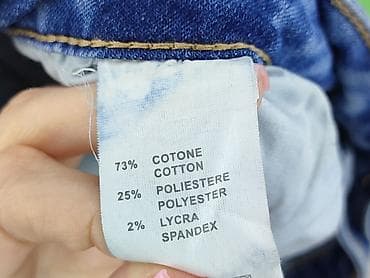 73% COTONE
COTTON
25% POLIESTERE
POLYESTER
2% LYCRA
SPANDEX